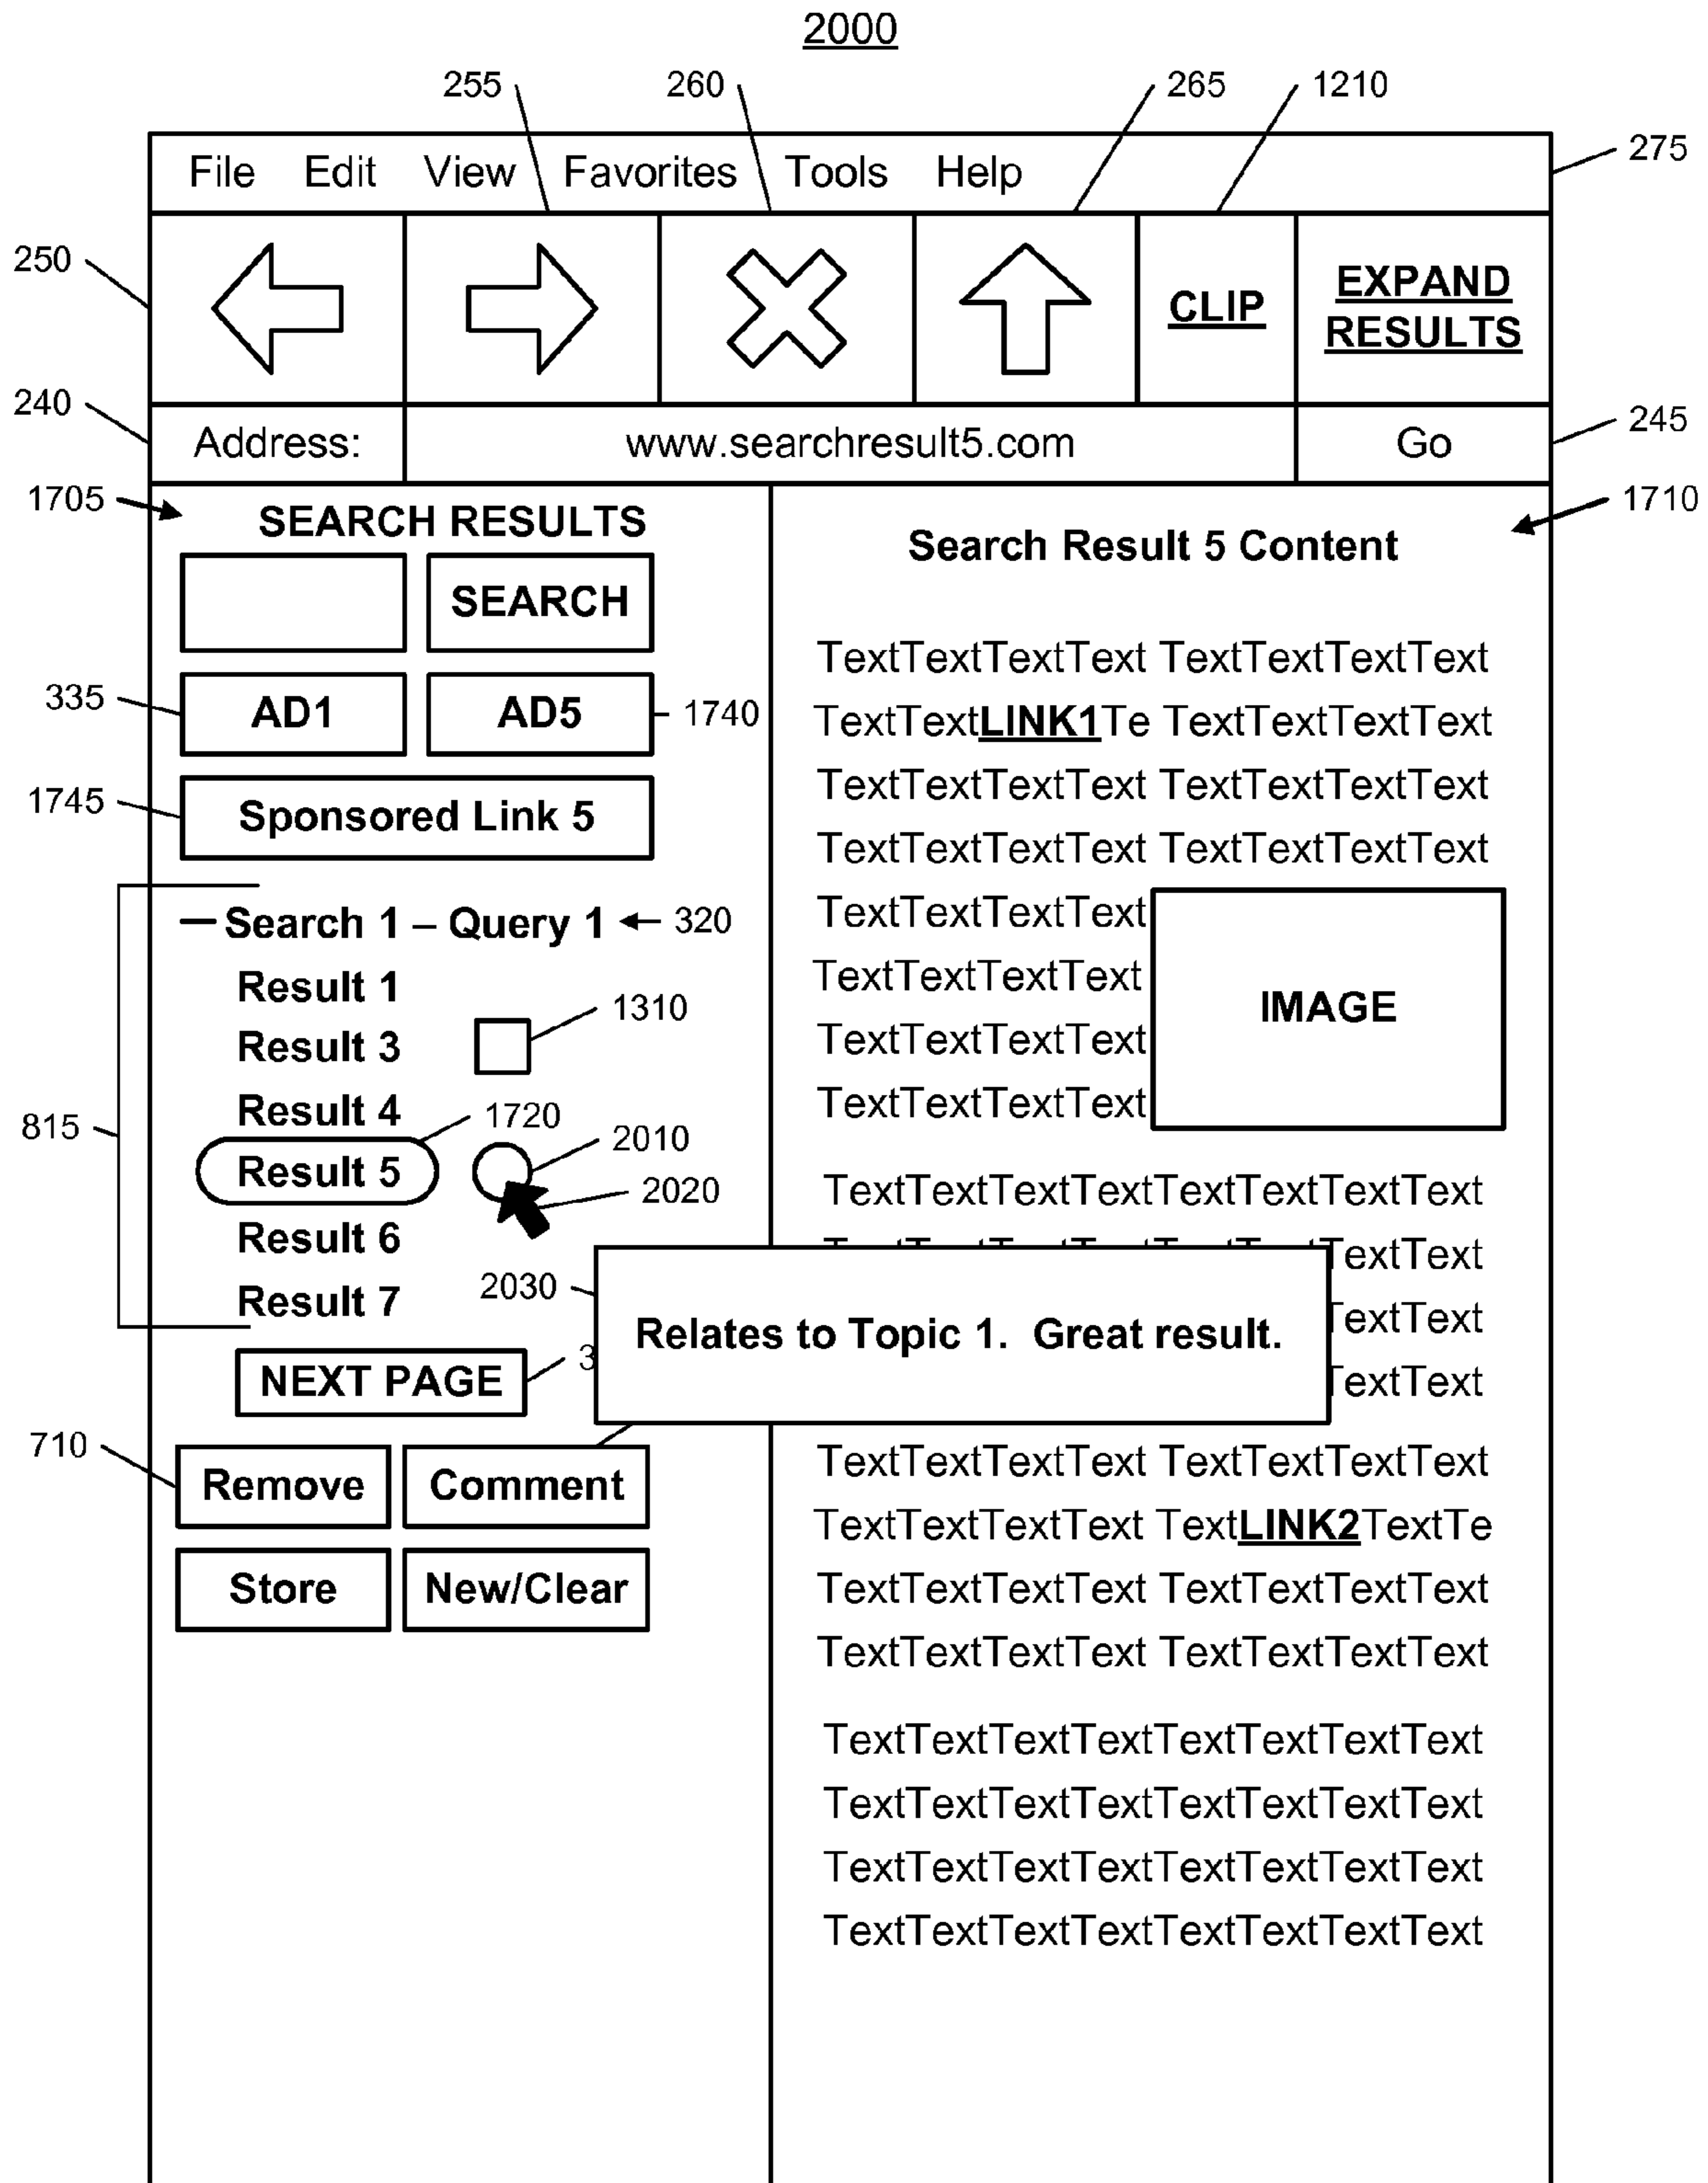 2000
255 260 265 1210
275
File Edit View Favorites Tools Help
250
CLIP
EXPAND
RESULTS
240
245
Address: www.searchresult5.com Go
1705
1710
SEARCH RESULTS
SEARCH
335
AD1 AD5
1740
1745
Sponsored Link 5
— Search 1 – Query 1
320
Result 1
Result 3
1310
Result 4
1720
815
Result 5
2010
2020
Result 6
Result 7
2030
NEXT PAGE
3
710
Remove Comment
Store New/Clear
Search Result 5 Content
TextTextTextText TextTextTextText
TextTextLINK1Te TextTextTextText
TextTextTextText TextTextTextText
TextTextTextText TextTextTextText
TextTextTextText
TextTextTextText
TextTextTextText
TextTextTextText
IMAGE
TextTextTextTextTextTextTextText
TextText
TextText
TextText
Relates to Topic 1. Great result.
TextTextTextText TextTextTextText
TextTextTextText TextLINK2TextTe
TextTextTextText TextTextTextText
TextTextTextText TextTextTextText
TextTextTextTextTextTextTextText
TextTextTextTextTextTextTextText
TextTextTextTextTextTextTextText
TextTextTextTextTextTextTextText